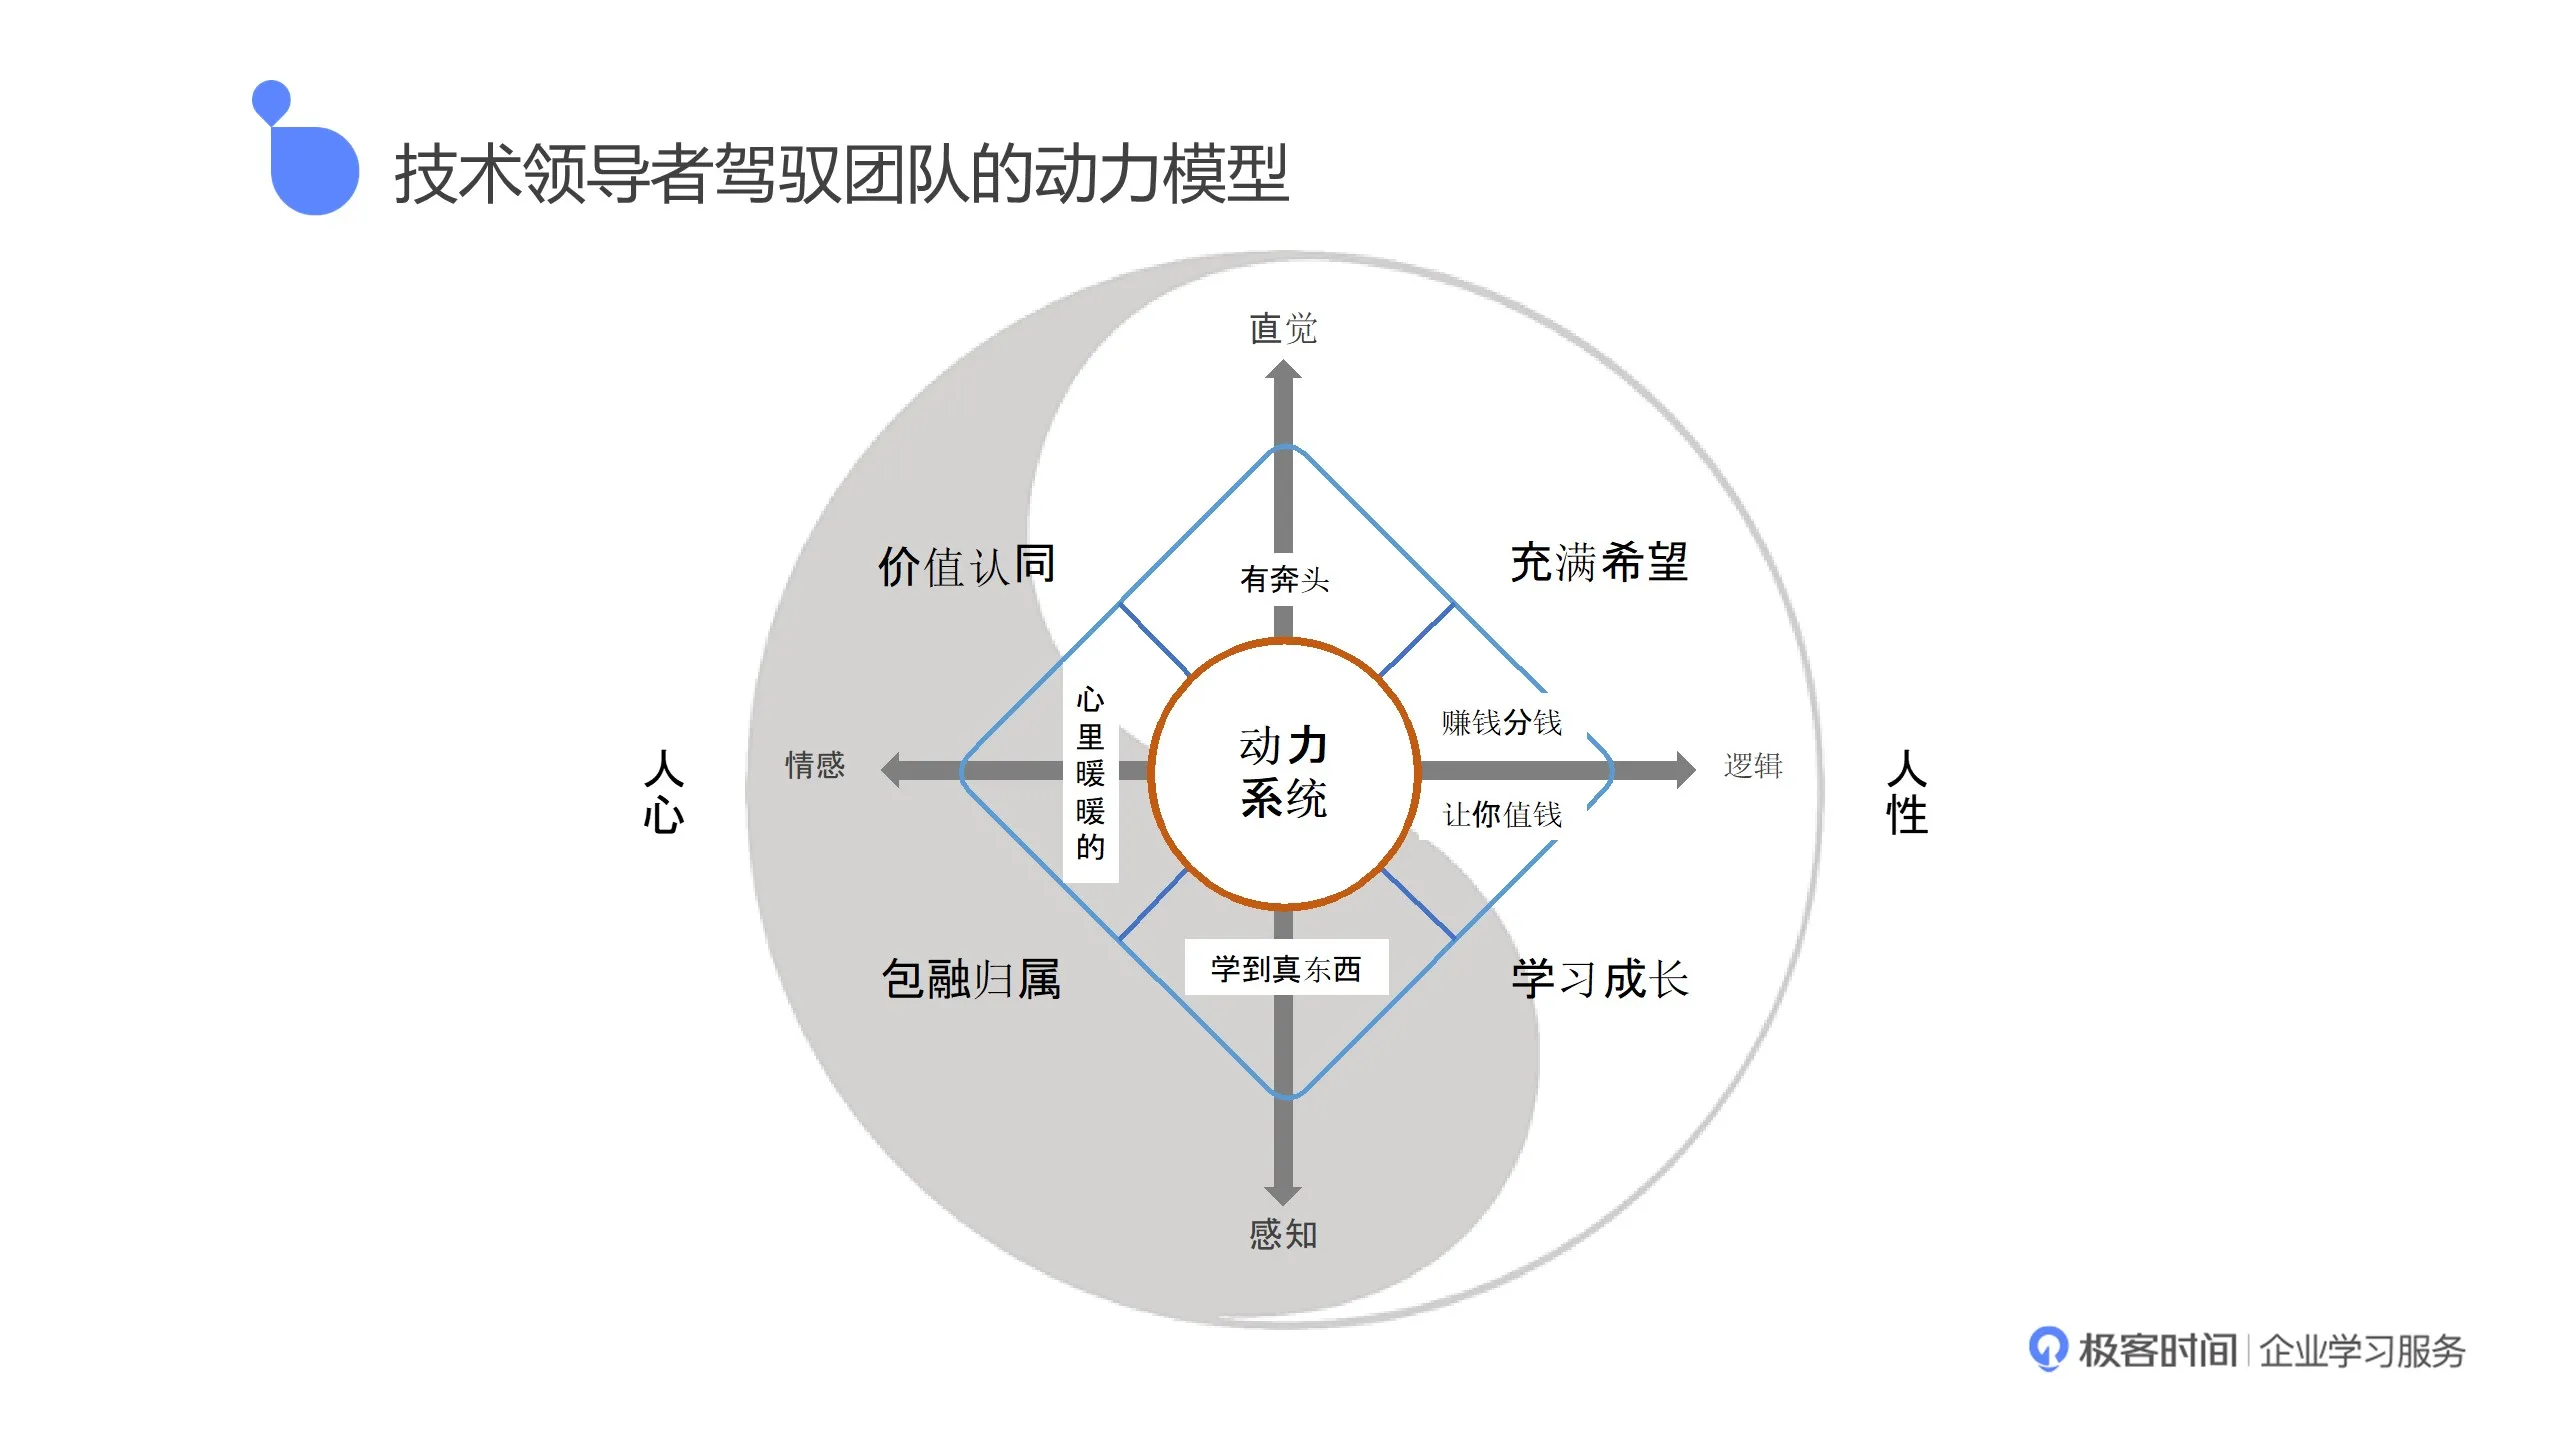 技术领导者驾驭团队的动力模型
直觉
价值认同
充满希望
有奔头
人心
情感
心里暖暖的
动力
系统
赚钱分钱
让你值钱
逻辑
人性
包融归属
学到真东西
学习成长
感知
极客时间 | 企业学习服务